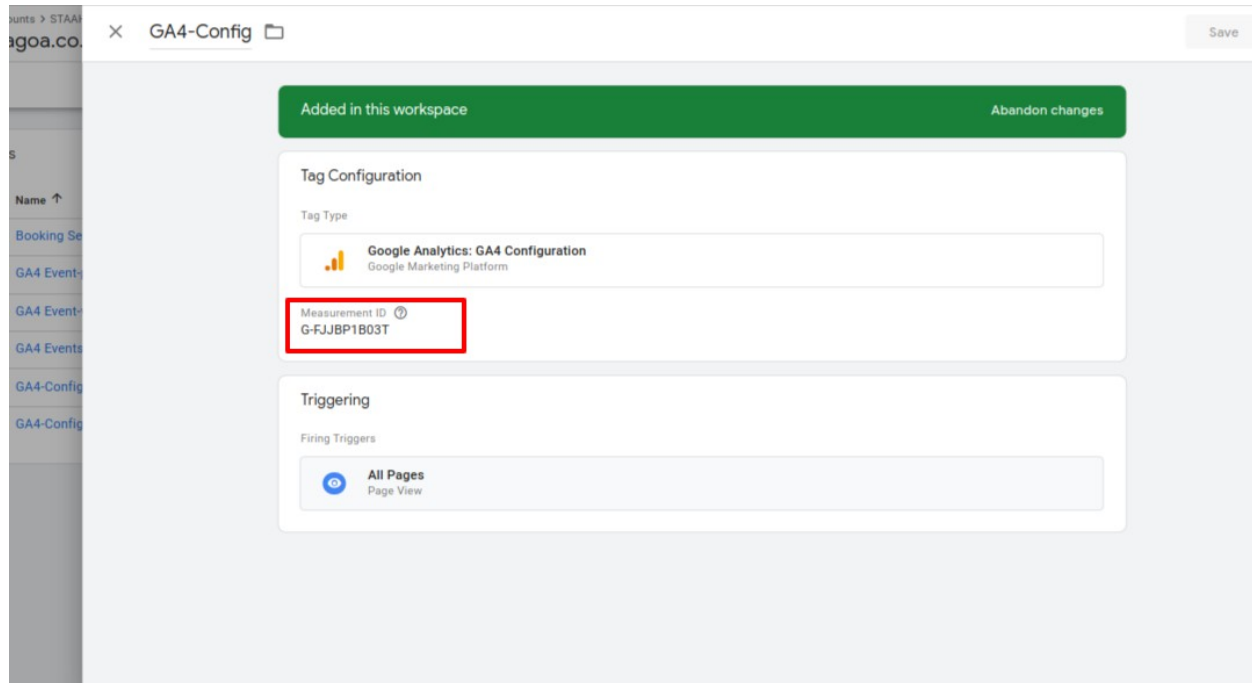 GA4-Config
Save
Added in this workspace
Abandon changes
Tag Configuration
Tag Type
Google Analytics: GA4 Configuration
Google Marketing Platform
Measurement ID
G-FJJBP1B03T
Triggering
Firing Triggers
All Pages
Page View
agoa.co.
Name
Booking Se
GA4 Event-
GA4 Event-
GA4 Events
GA4-Config
GA4-Config